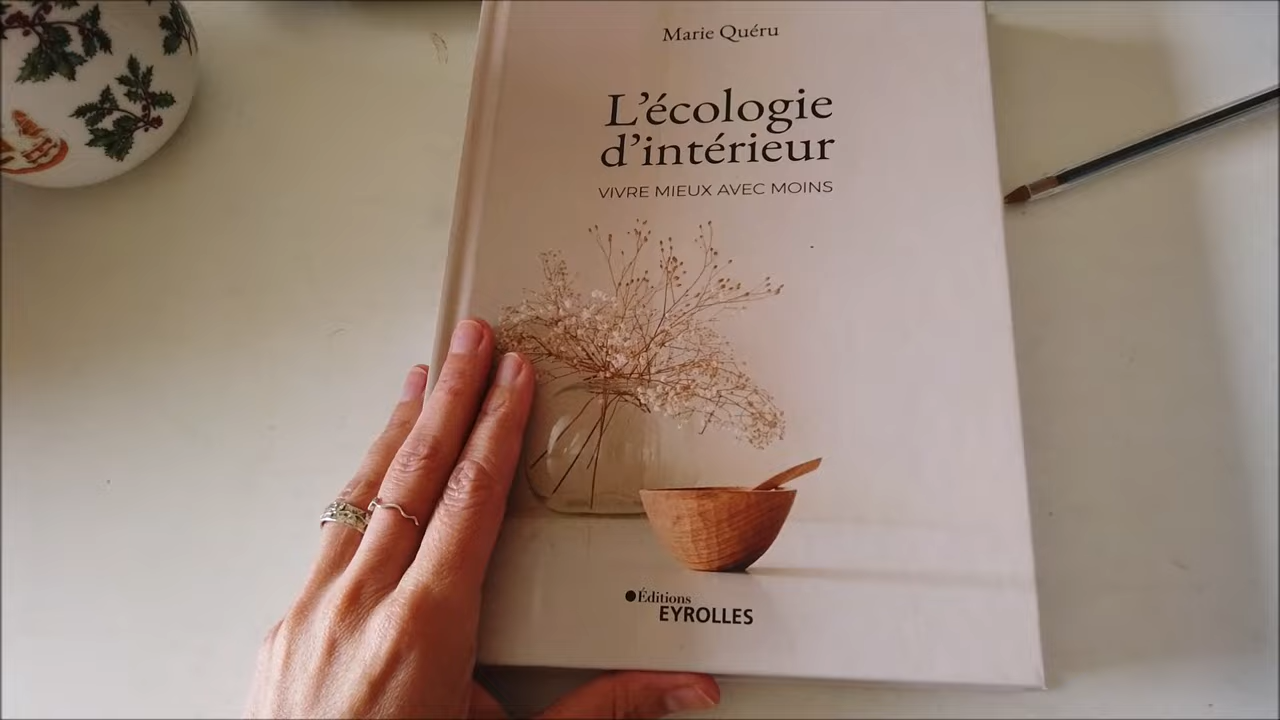 Marie Quéru
L'écologie
d'intérieur
VIVRE MIEUX AVEC MOINS
Éditions
EYROLLES